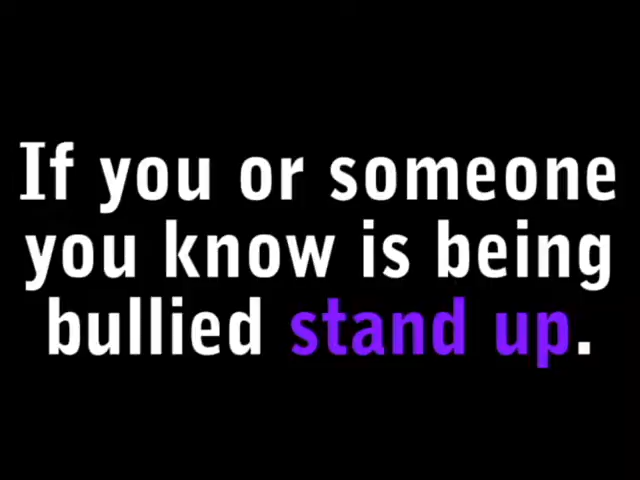 If you or someone
you know is being
bullied stand up.